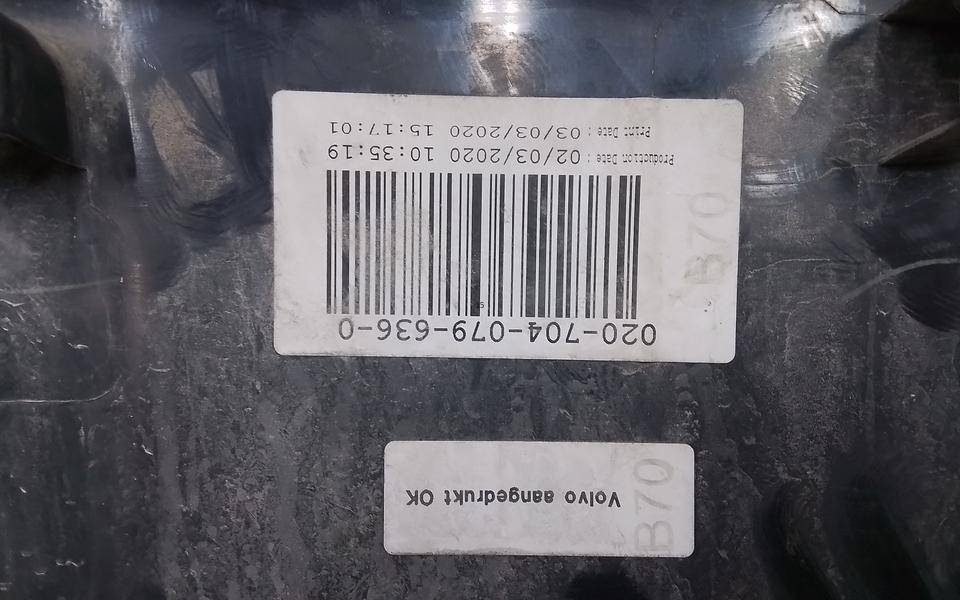 Volvo aangedrukt OK
B70
020-704-079-636-0
Production Date : 02/03/2020 10:35:19
Print Date : 03/03/2020 15:17:01
B70